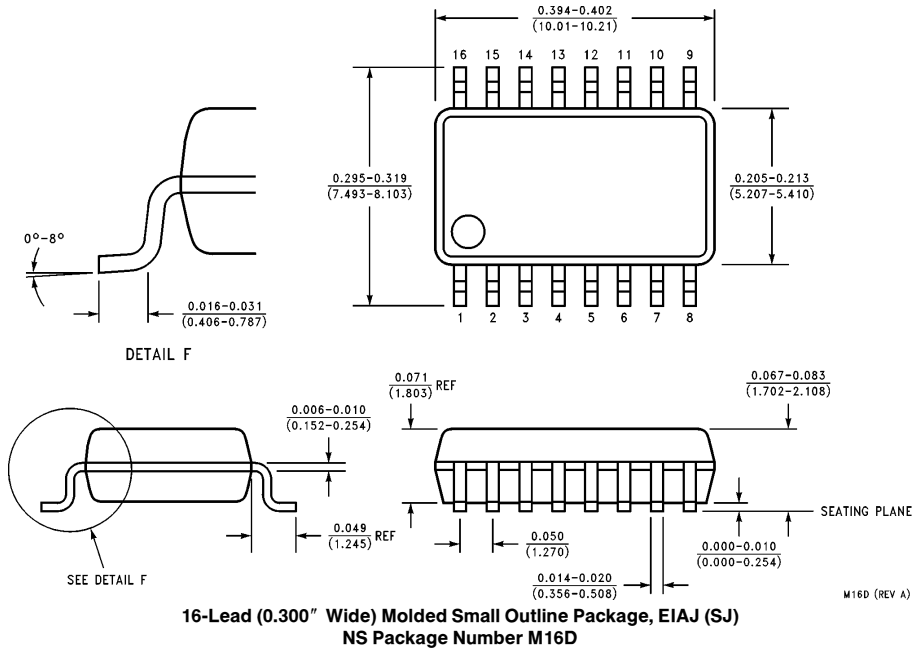 0.394–0.402
(10.01–10.21)
16 15 14 13 12 11 10 9
0.295–0.319
(7.493–8.103)
0.205–0.213
(5.207–5.410)
0°–8°
0.016–0.031
(0.406–0.787)
1 2 3 4 5 6 7 8
DETAIL F
0.071
(1.803) REF
0.067–0.083
(1.702–2.108)
0.006–0.010
(0.152–0.254)
0.049
(1.245) REF
0.050
(1.270)
SEATING PLANE
0.000–0.010
(0.000–0.254)
SEE DETAIL F
0.014–0.020
(0.356–0.508)
M16D (REV A)
16-Lead (0.300″ Wide) Molded Small Outline Package, EIAJ (SJ)
NS Package Number M16D